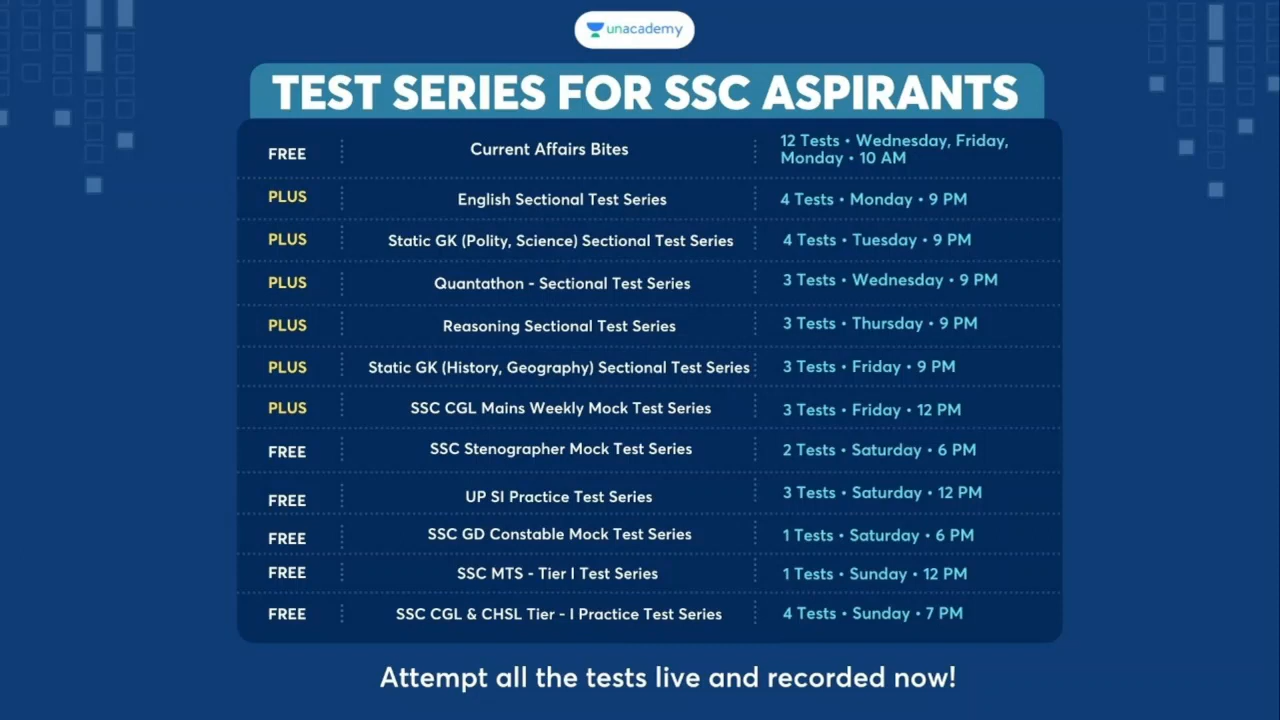 unacademy
TEST SERIES FOR SSC ASPIRANTS
FREE Current Affairs Bites 12 Tests • Wednesday, Friday,
Monday • 10 AM
PLUS English Sectional Test Series 4 Tests • Monday • 9 PM
PLUS Static GK (Polity, Science) Sectional Test Series 4 Tests • Tuesday • 9 PM
PLUS Quantathon - Sectional Test Series 3 Tests • Wednesday • 9 PM
PLUS Reasoning Sectional Test Series 3 Tests • Thursday • 9 PM
PLUS Static GK (History, Geography) Sectional Test Series 3 Tests • Friday • 9 PM
PLUS SSC CGL Mains Weekly Mock Test Series 3 Tests • Friday • 12 PM
FREE SSC Stenographer Mock Test Series 2 Tests • Saturday • 6 PM
FREE UP SI Practice Test Series 3 Tests • Saturday • 12 PM
FREE SSC GD Constable Mock Test Series 1 Tests • Saturday • 6 PM
FREE SSC MTS - Tier I Test Series 1 Tests • Sunday • 12 PM
FREE SSC CGL & CHSL Tier - I Practice Test Series 4 Tests • Sunday • 7 PM
Attempt all the tests live and recorded now!